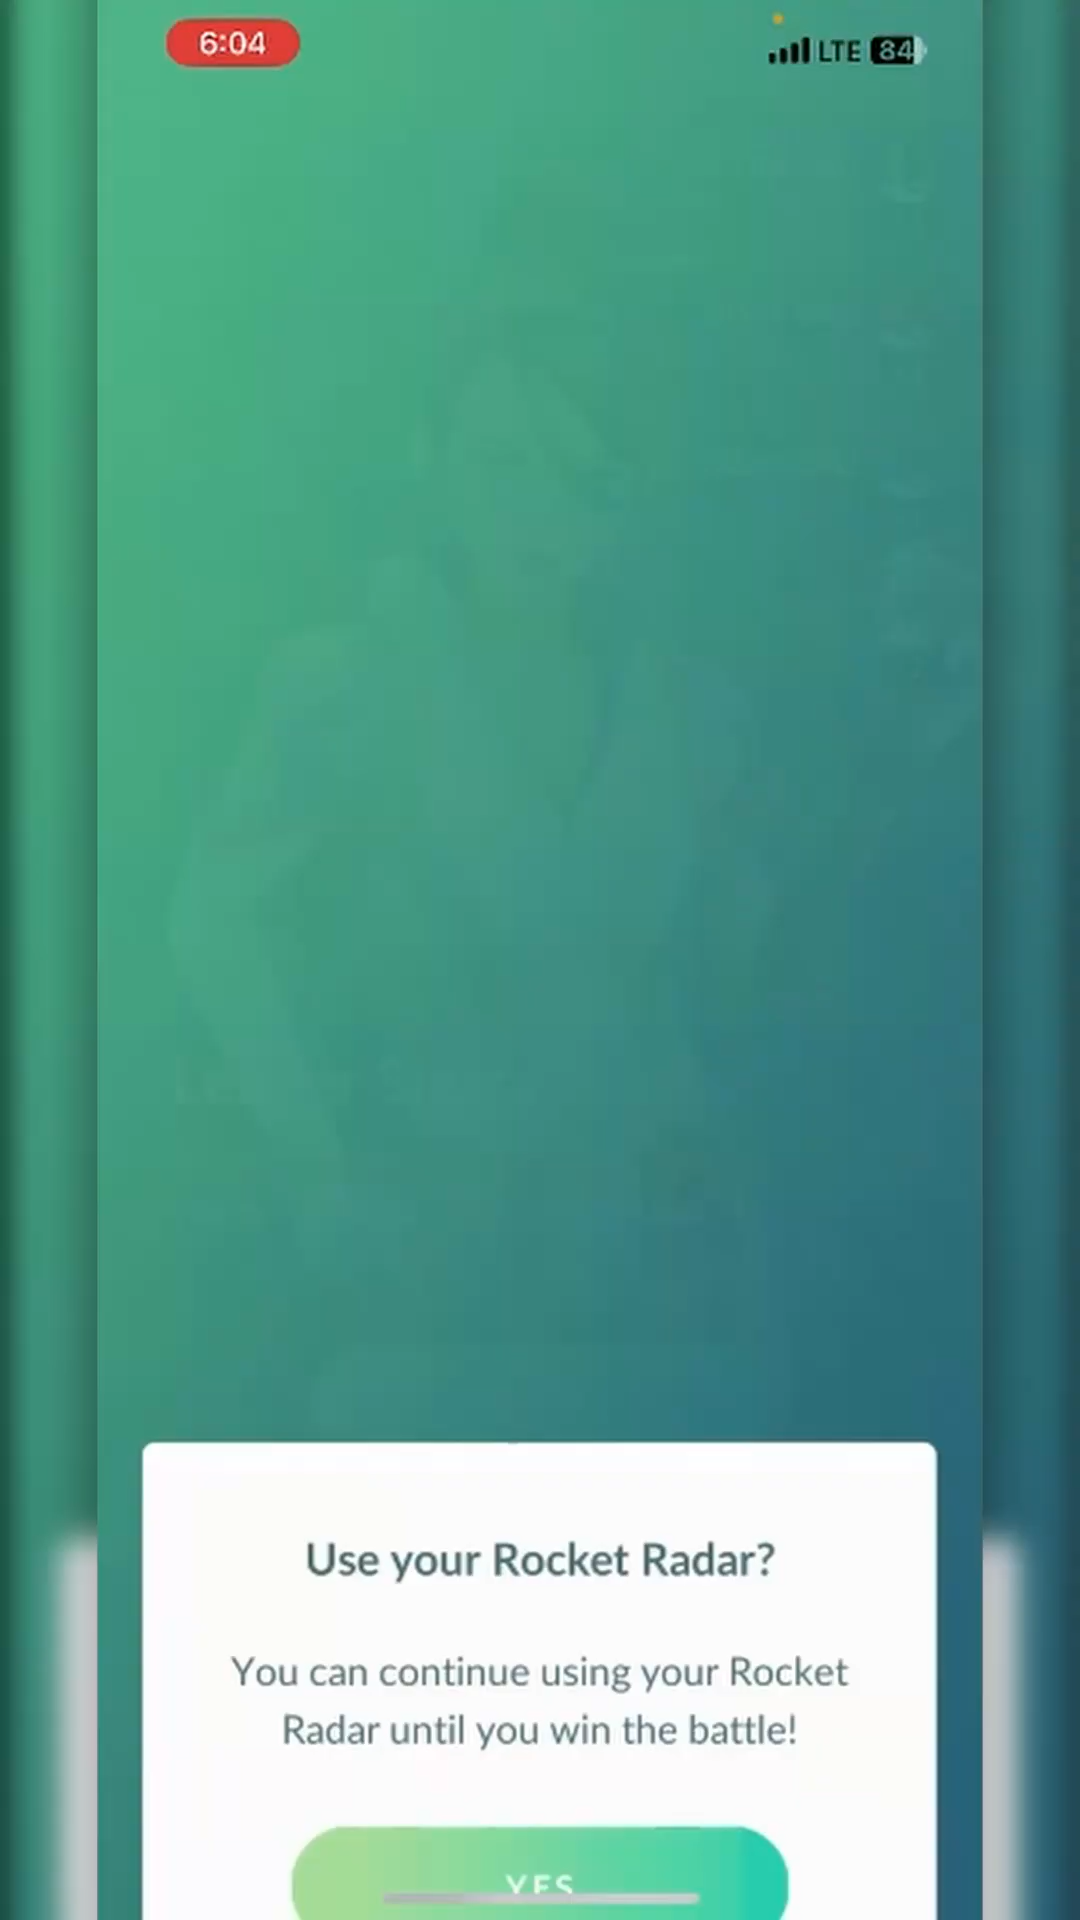 6:04
LTE 84
Use your Rocket Radar?
You can continue using your Rocket
Radar until you win the battle!
YES